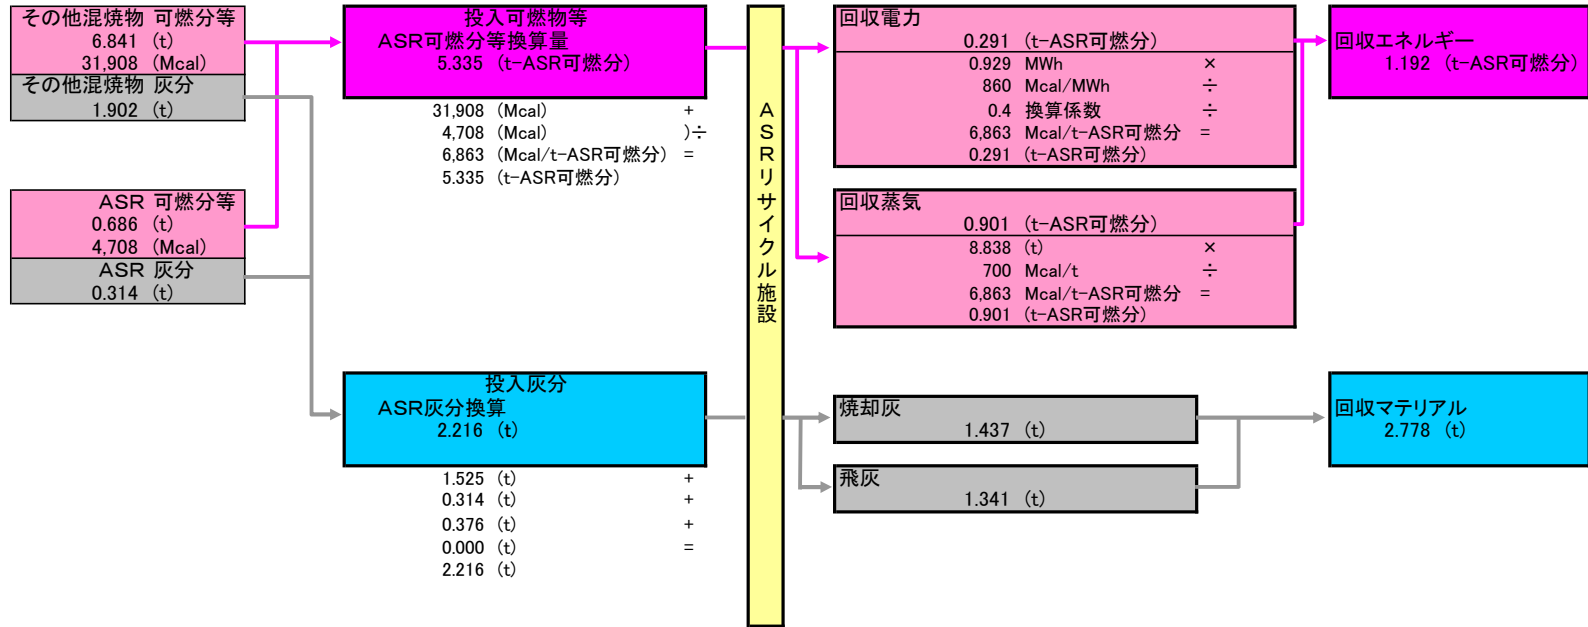 その他混焼物 可燃分等
6.841 (t)
31,908 (Mcal)
その他混焼物 灰分
1.902 (t)
ASR 可燃分等
0.686 (t)
4,708 (Mcal)
ASR 灰分
0.314 (t)
投入可燃物等
ASR可燃分等換算量
5.335 (t-ASR可燃分)
31,908 (Mcal) +
4,708 (Mcal) )÷
6,863 (Mcal/t-ASR可燃分) =
5.335 (t-ASR可燃分)
投入灰分
ASR灰分換算
2.216 (t)
1.525 (t) +
0.314 (t) +
0.376 (t) +
0.000 (t) =
2.216 (t)
ASRリサイクル施設
回収電力
0.291 (t-ASR可燃分)
0.929 MWh ×
860 Mcal/MWh ÷
0.4 換算係数 ÷
6,863 Mcal/t-ASR可燃分 =
0.291 (t-ASR可燃分)
回収蒸気
0.901 (t-ASR可燃分)
8.838 (t) ×
700 Mcal/t ÷
6,863 Mcal/t-ASR可燃分 =
0.901 (t-ASR可燃分)
焼却灰
1.437 (t)
飛灰
1.341 (t)
回収エネルギー
1.192 (t-ASR可燃分)
回収マテリアル
2.778 (t)